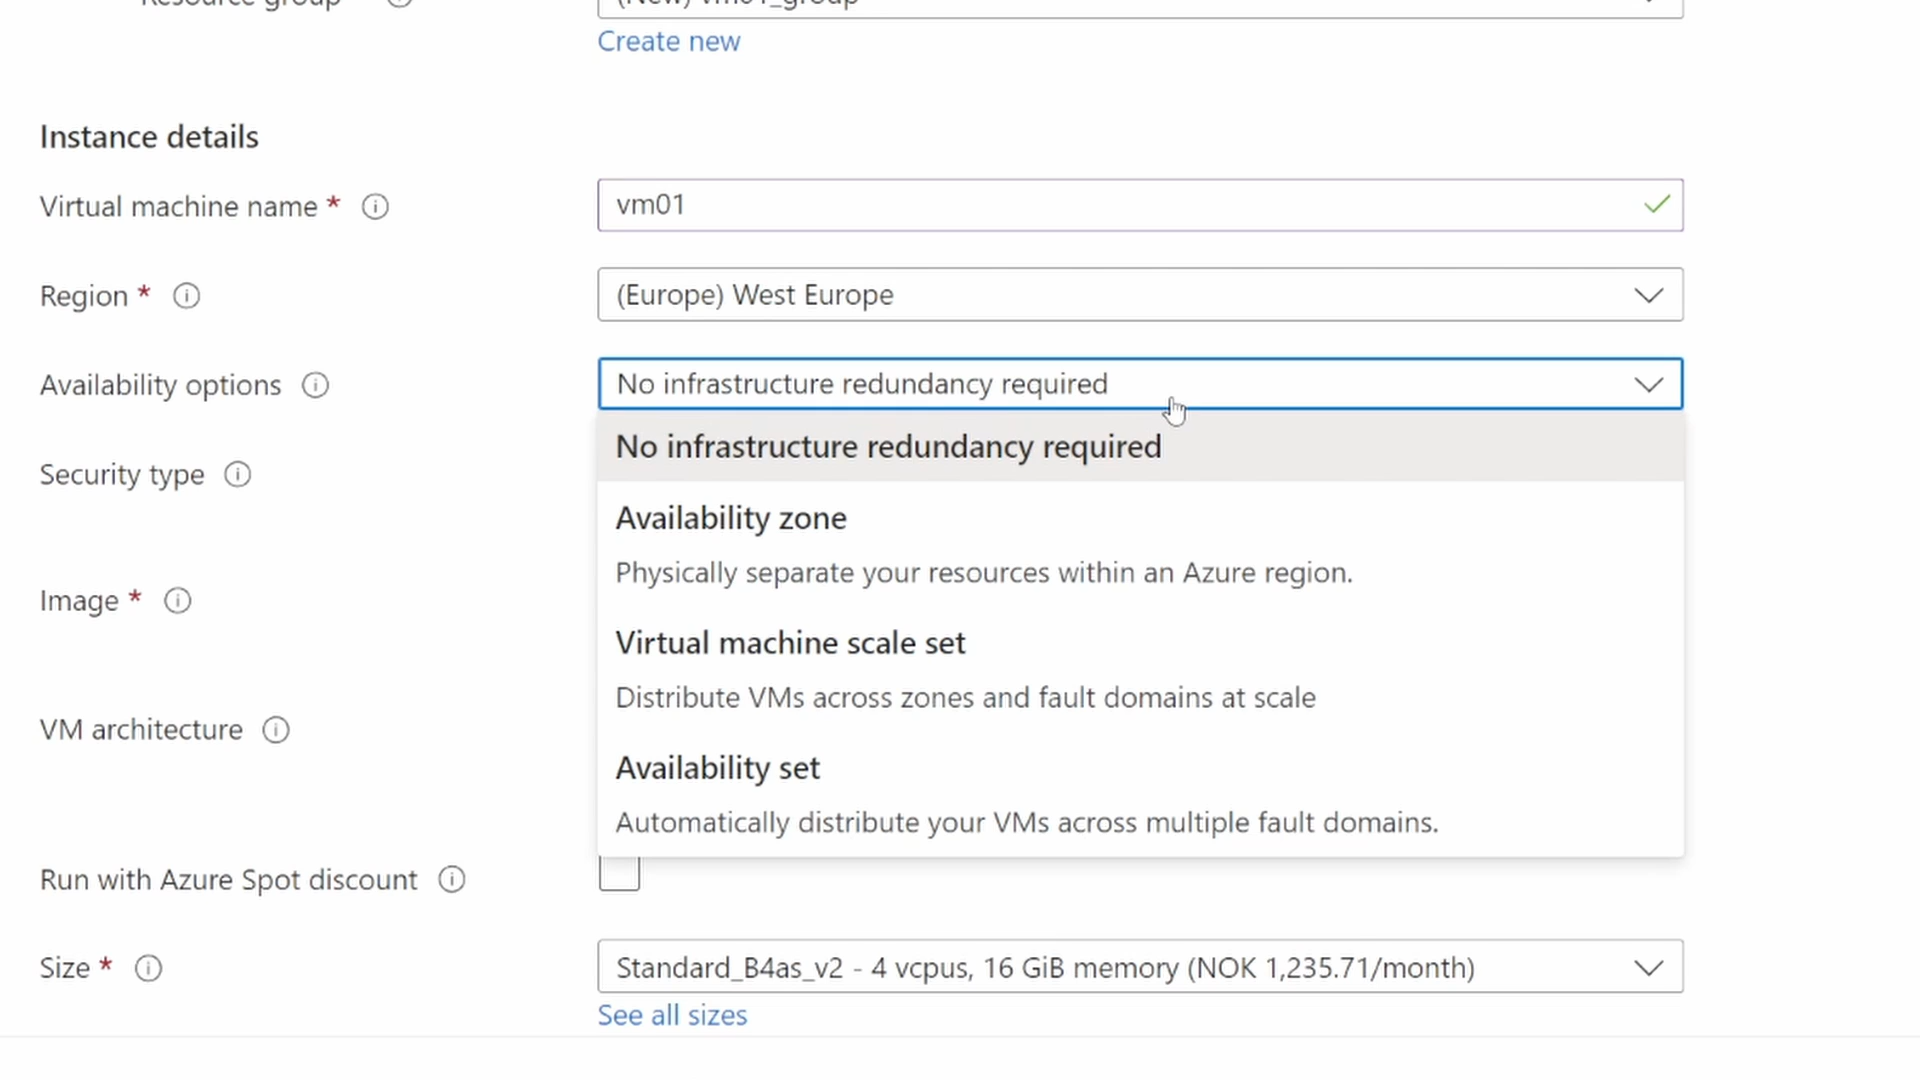 Resource group
(New) vm01_group
Create new
Instance details
Virtual machine name *
vm01
Region *
(Europe) West Europe
Availability options
No infrastructure redundancy required
No infrastructure redundancy required
Availability zone
Physically separate your resources within an Azure region.
Virtual machine scale set
Distribute VMs across zones and fault domains at scale
Availability set
Automatically distribute your VMs across multiple fault domains.
Security type
Image *
VM architecture
Run with Azure Spot discount
Size *
Standard_B4as_v2 - 4 vcpus, 16 GiB memory (NOK 1,235.71/month)
See all sizes